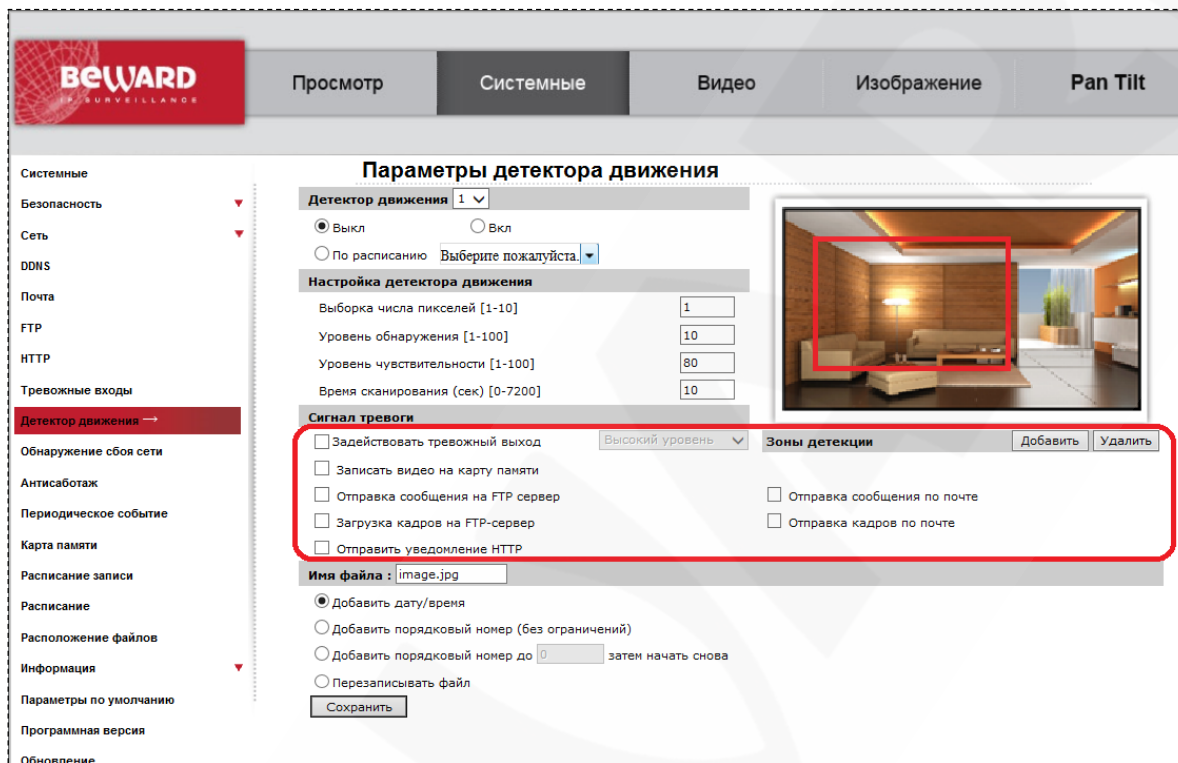 BEWARD
IP SURVEILLANCE
Просмотр Системные Видео Изображение Pan Tilt
Системные
Безопасность
Сеть
DDNS
Почта
FTP
HTTP
Тревожные входы
Детектор движения →
Обнаружение сбоя сети
Антисаботаж
Периодическое событие
Карта памяти
Расписание записи
Расписание
Расположение файлов
Информация
Параметры по умолчанию
Программная версия
Обновление
Параметры детектора движения
Детектор движения 1
Выкл Вкл
По расписанию Выберите пожалуйста.
Настройка детектора движения
Выборка числа пикселей [1-10] 1
Уровень обнаружения [1-100] 10
Уровень чувствительности [1-100] 80
Время сканирования (сек) [0-7200] 10
Сигнал тревоги
Задействовать тревожный выход Высокий уровень Зоны детекции Добавить Удалить
Записать видео на карту памяти
Отправка сообщения на FTP сервер Отправка сообщения по почте
Загрузка кадров на FTP-сервер Отправка кадров по почте
Отправить уведомление HTTP
Имя файла : image.jpg
Добавить дату/время
Добавить порядковый номер (без ограничений)
Добавить порядковый номер до 0 затем начать снова
Перезаписывать файл
Сохранить